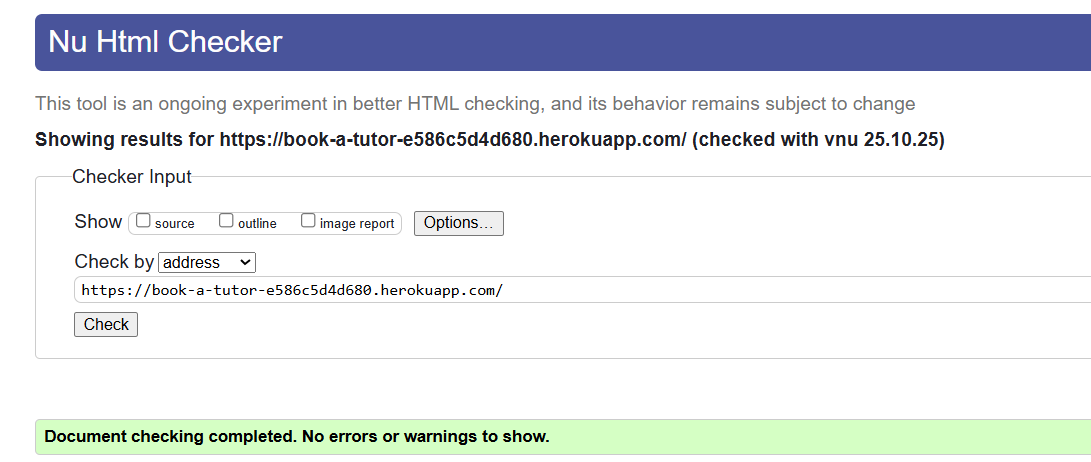 Nu Html Checker
This tool is an ongoing experiment in better HTML checking, and its behavior remains subject to change
Showing results for https://book-a-tutor-e586c5d4d680.herokuapp.com/ (checked with vnu 25.10.25)
Checker Input
Show source outline image report Options...
Check by address
https://book-a-tutor-e586c5d4d680.herokuapp.com/
Check
Document checking completed. No errors or warnings to show.